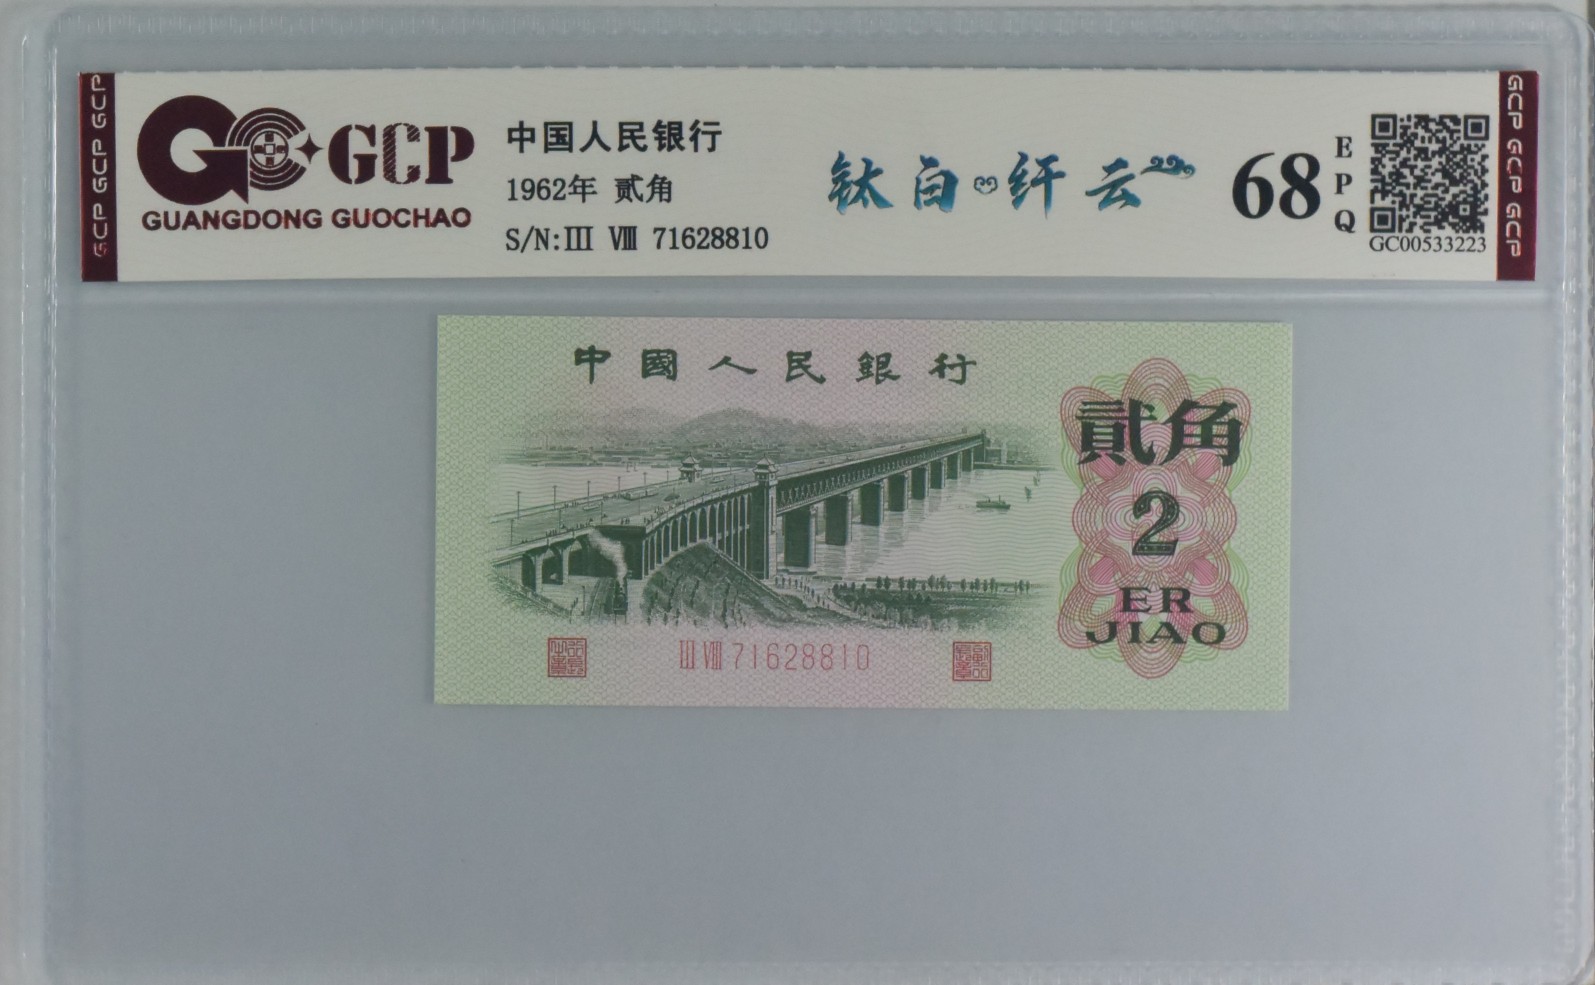 GCP GCP GCP
GCP
GUANGDONG GUOCHAO
中国人民银行
1962年 贰角
S/N:III VIII 71628810
钛白 纤云
68
EPQ
GC00533223
GCP GCP GCP
中國人民銀行
貳角
2
ER
JIAO
III VIII 71628810